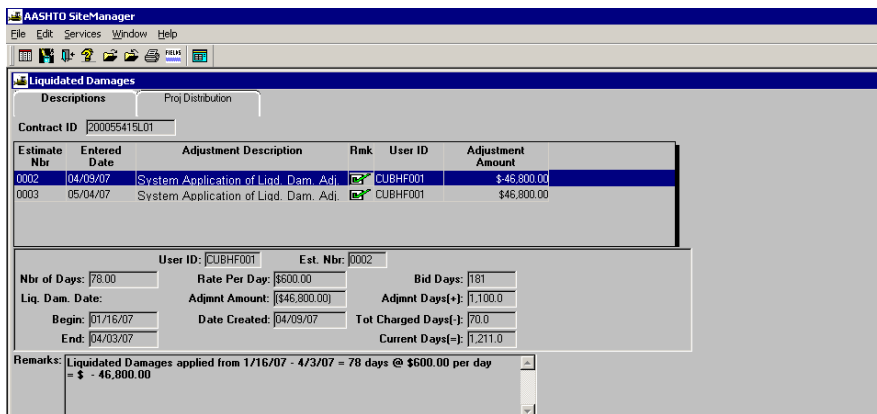 AASHTO SiteManager
File Edit Services Window Help
FIELDS
Liquidated Damages
Descriptions Proj Distribution
Contract ID 200055415L01
Estimate Nbr Entered Date Adjustment Description Rmk User ID Adjustment Amount
0002 04/09/07 System Application of Liqd. Dam. Adj. CUBHF001 $-46,800.00
0003 05/04/07 System Application of Liqd. Dam. Adj. CUBHF001 $46,800.00
User ID: CUBHF001 Est. Nbr: 0002
Nbr of Days: 78.00 Rate Per Day: $600.00 Bid Days: 181
Liq. Dam. Date: Adjmnt Amount: ($46,800.00) Adjmnt Days(+): 1,100.0
Begin: 01/16/07 Date Created: 04/09/07 Tot Charged Days(-): 70.0
End: 04/03/07 Current Days(=): 1,211.0
Remarks: Liquidated Damages applied from 1/16/07 - 4/3/07 = 78 days @ $600.00 per day
= $ - 46,800.00